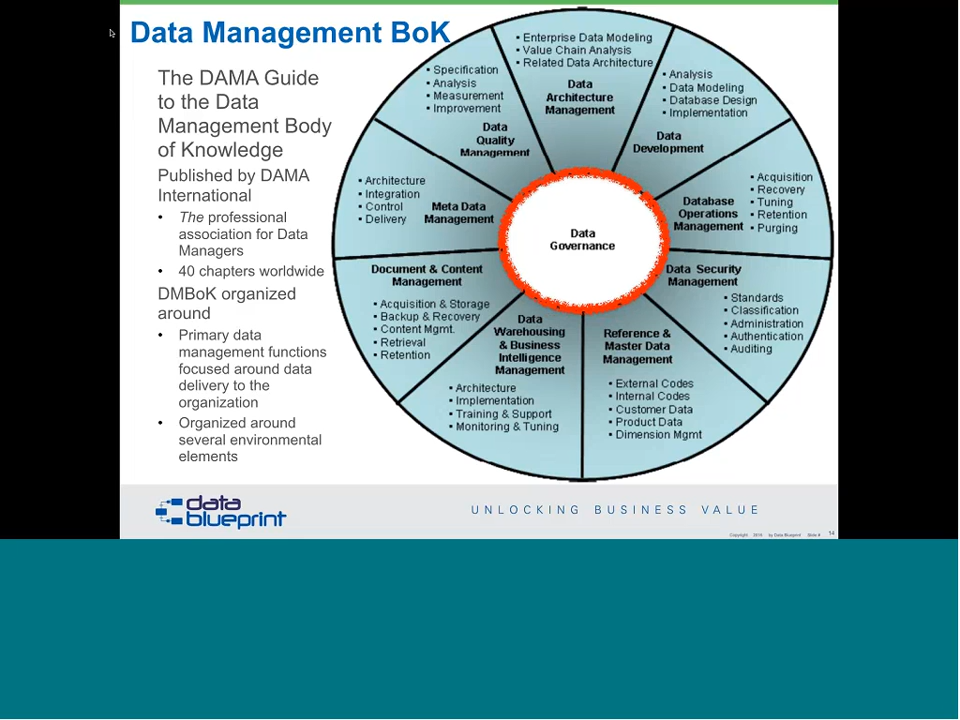 Data Management BoK
The DAMA Guide
to the Data
Management Body
of Knowledge
Published by DAMA
International
• The professional
association for Data
Managers
• 40 chapters worldwide
DMBoK organized
around
• Primary data
management functions
focused around data
delivery to the
organization
• Organized around
several environmental
elements
▪ Enterprise Data Modeling
▪ Value Chain Analysis
▪ Related Data Architecture
Data
Architecture
Management
▪ Analysis
▪ Data Modeling
▪ Database Design
▪ Implementation
Data
Development
▪ Acquisition
▪ Recovery
▪ Tuning
▪ Retention
▪ Purging
Database
Operations
Management
Data Security
Management
▪ Standards
▪ Classification
▪ Administration
▪ Authentication
▪ Auditing
Reference &
Master Data
Management
▪ External Codes
▪ Internal Codes
▪ Customer Data
▪ Product Data
▪ Dimension Mgmt
Data
Warehousing
& Business
Intelligence
Management
▪ Architecture
▪ Implementation
▪ Training & Support
▪ Monitoring & Tuning
Document & Content
Management
▪ Acquisition & Storage
▪ Backup & Recovery
▪ Content Mgmt.
▪ Retrieval
▪ Retention
▪ Architecture
▪ Integration
▪ Control
▪ Delivery
Meta Data
Management
▪ Specification
▪ Analysis
▪ Measurement
▪ Improvement
Data
Quality
Management
Data
Governance
data
blueprint
UNLOCKING BUSINESS VALUE
Copyright by Data Blueprint Slide # 14